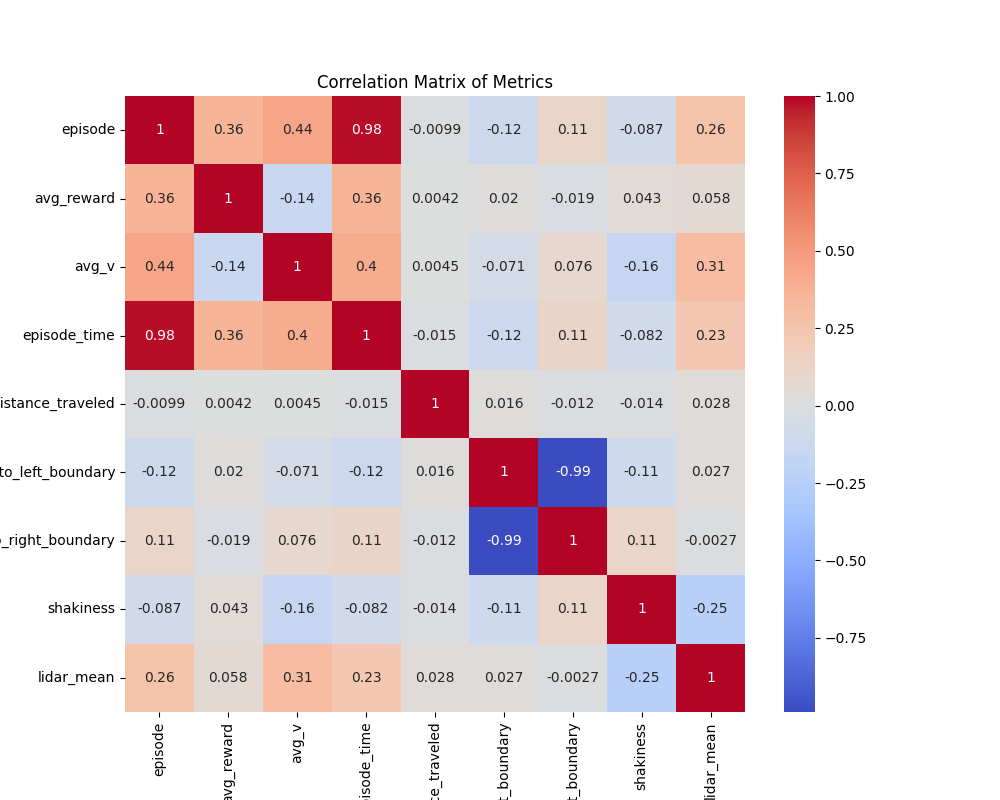 Correlation Matrix of Metrics
episode 1 0.36 0.44 0.98 -0.0099 -0.12 0.11 -0.087 0.26
avg_reward 0.36 1 -0.14 0.36 0.0042 0.02 -0.019 0.043 0.058
avg_v 0.44 -0.14 1 0.4 0.0045 -0.071 0.076 -0.16 0.31
episode_time 0.98 0.36 0.4 1 -0.015 -0.12 0.11 -0.082 0.23
istance_traveled -0.0099 0.0042 0.0045 -0.015 1 0.016 -0.012 -0.014 0.028
to_left_boundary -0.12 0.02 -0.071 -0.12 0.016 1 -0.99 -0.11 0.027
o_right_boundary 0.11 -0.019 0.076 0.11 -0.012 -0.99 1 0.11 -0.0027
shakiness -0.087 0.043 -0.16 -0.082 -0.014 -0.11 0.11 1 -0.25
lidar_mean 0.26 0.058 0.31 0.23 0.028 0.027 -0.0027 -0.25 1
episode
avg_reward
avg_v
isode_time
ce_traveled
t_boundary
t_boundary
shakiness
lidar_mean
1.00
0.75
0.50
0.25
0.00
−0.25
−0.50
−0.75